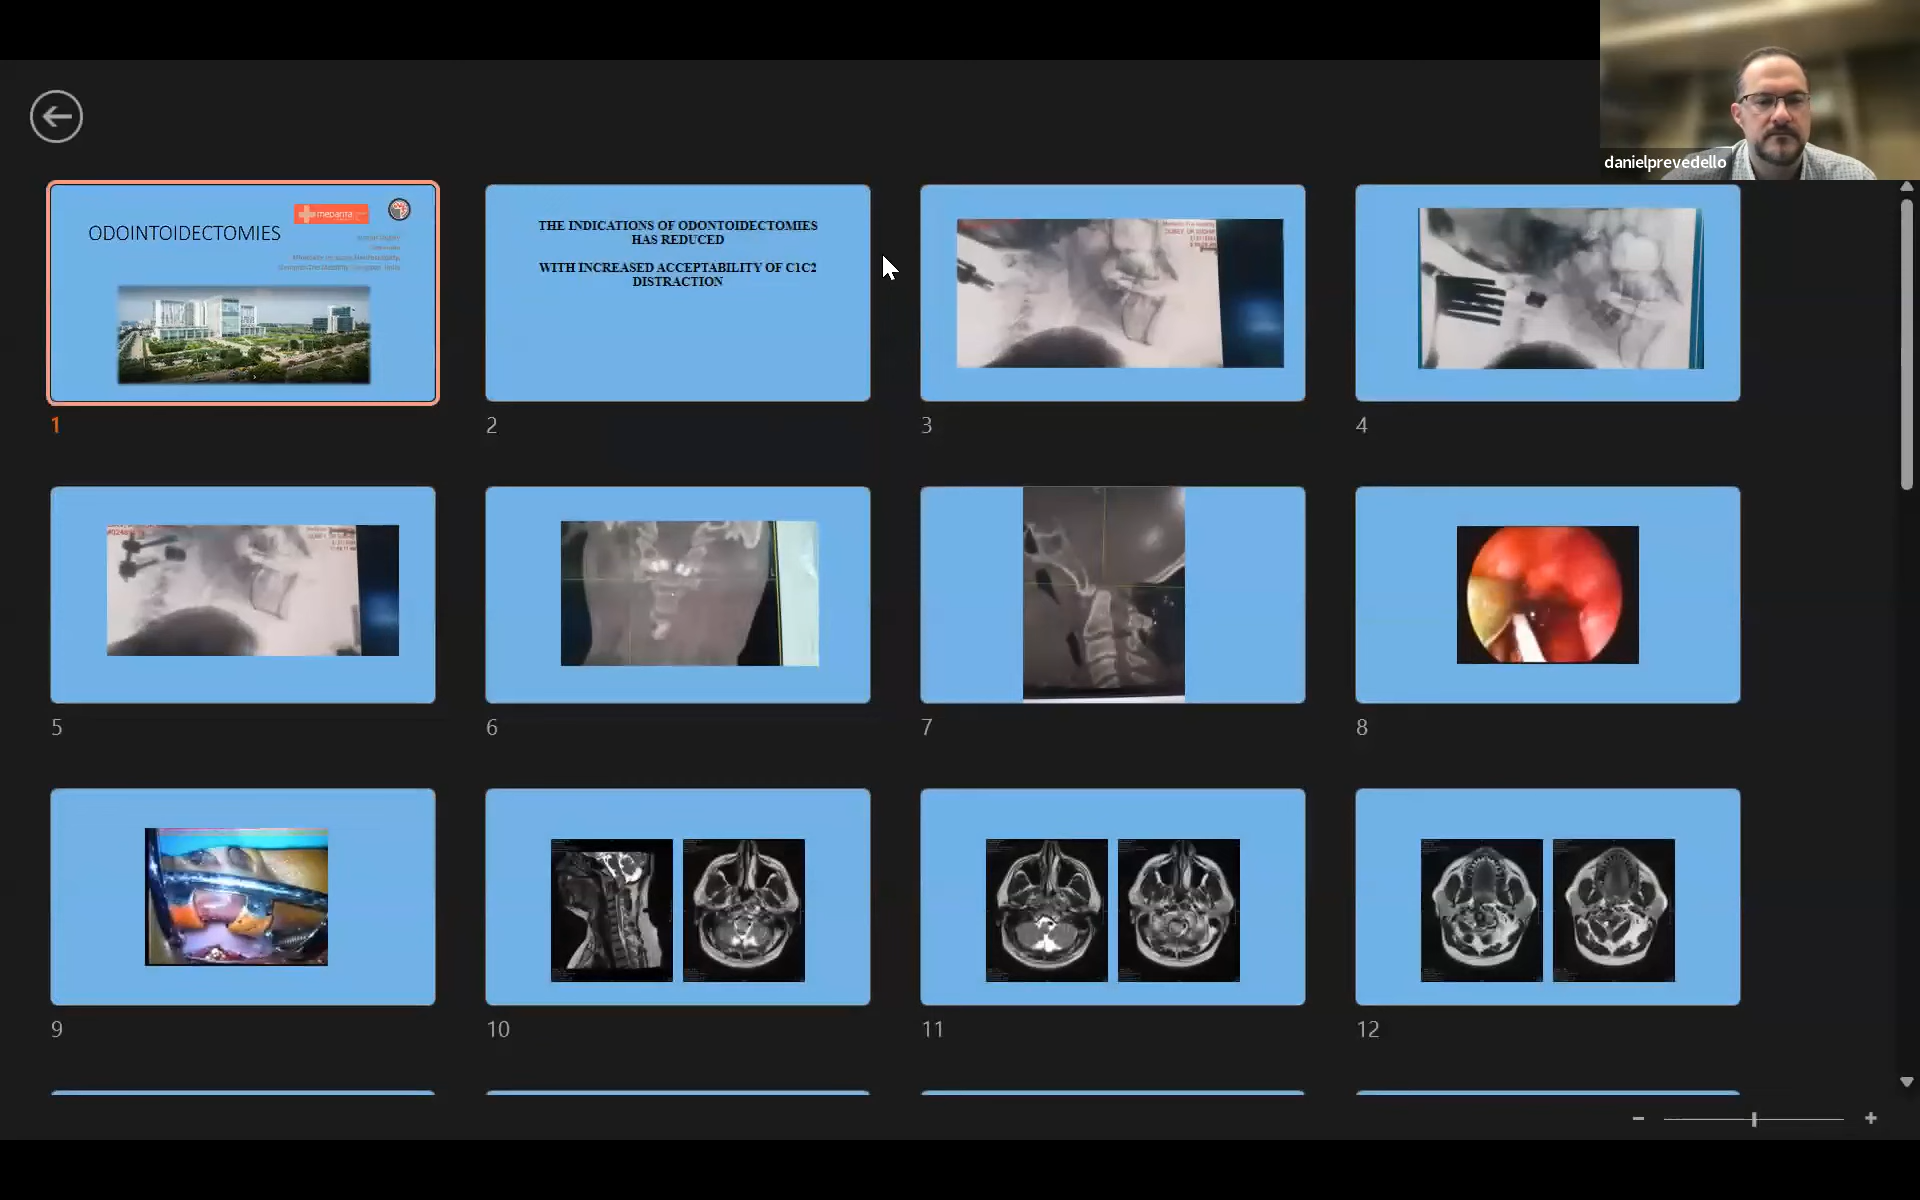 danielprevedello
ODOINTOIDECTOMIES
medanta
1
THE INDICATIONS OF ODONTOIDECTOMIES
HAS REDUCED
WITH INCREASED ACCEPTABILITY OF C1C2
DISTRACTION
2
3
4
5
6
7
8
9
10
11
12